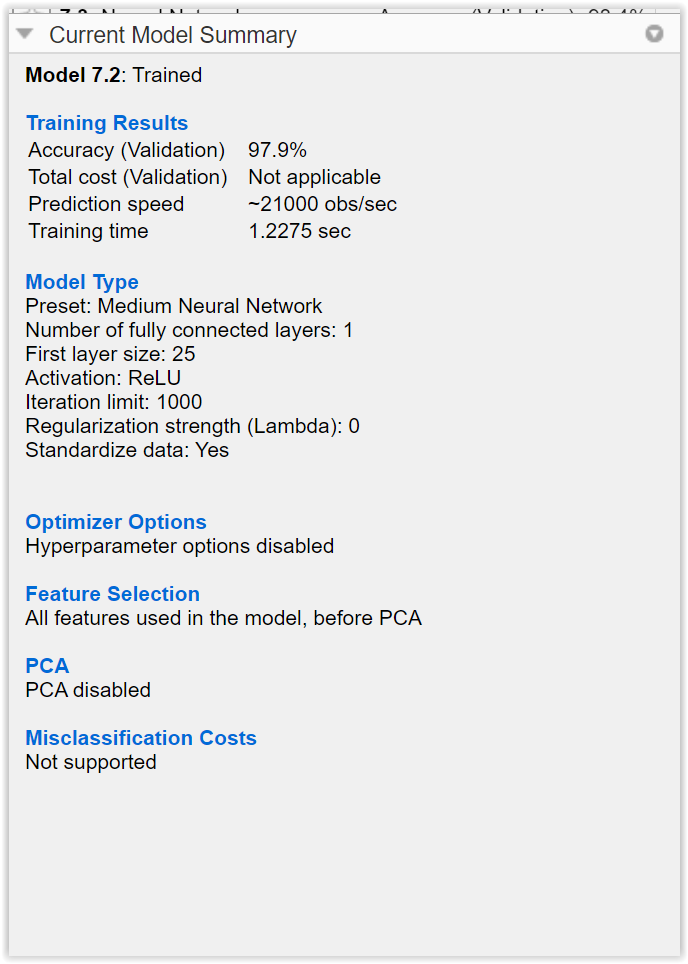 Current Model Summary
Model 7.2: Trained
Training Results
Accuracy (Validation) 97.9%
Total cost (Validation) Not applicable
Prediction speed ~21000 obs/sec
Training time 1.2275 sec
Model Type
Preset: Medium Neural Network
Number of fully connected layers: 1
First layer size: 25
Activation: ReLU
Iteration limit: 1000
Regularization strength (Lambda): 0
Standardize data: Yes
Optimizer Options
Hyperparameter options disabled
Feature Selection
All features used in the model, before PCA
PCA
PCA disabled
Misclassification Costs
Not supported